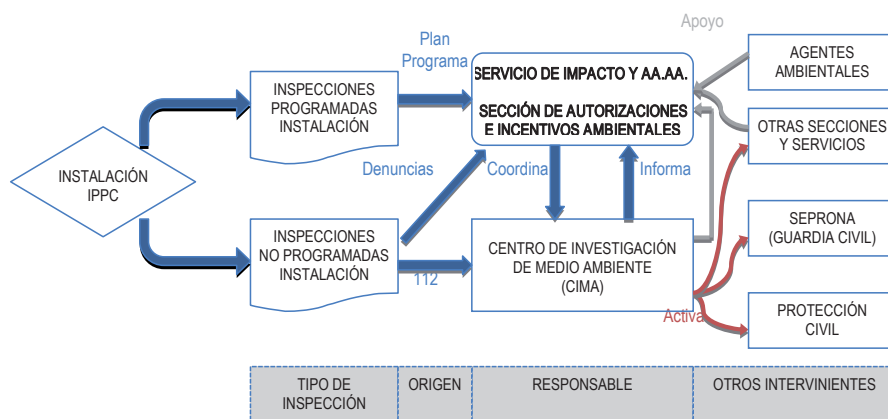 Apoyo
Plan
Programa
INSPECCIONES
PROGRAMADAS
INSTALACIÓN
SERVICIO DE IMPACTO Y AA.AA.
SECCIÓN DE AUTORIZACIONES
E INCENTIVOS AMBIENTALES
AGENTES
AMBIENTALES
OTRAS SECCIONES
Y SERVICIOS
INSTALACIÓN
IPPC
Denuncias
Coordina
Informa
INSPECCIONES
NO PROGRAMADAS
INSTALACIÓN
112
CENTRO DE INVESTIGACIÓN
DE MEDIO AMBIENTE
(CIMA)
SEPRONA
(GUARDIA CIVIL)
Activa
PROTECCIÓN
CIVIL
TIPO DE
INSPECCIÓN
ORIGEN
RESPONSABLE
OTROS INTERVINIENTES